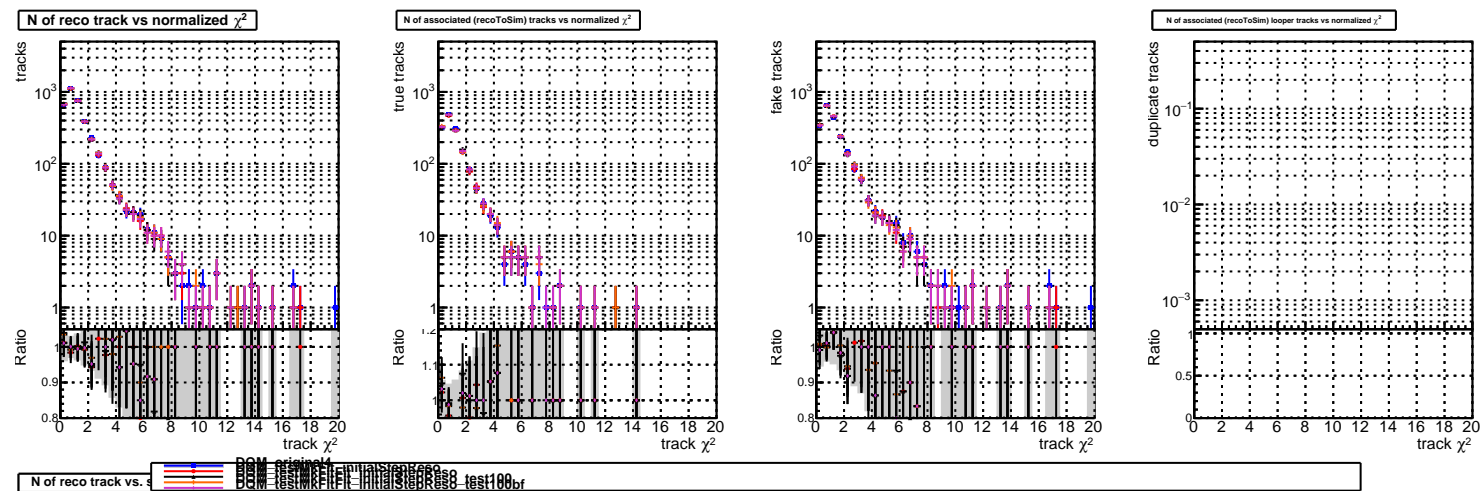 N of reco track vs normalized χ²
N of associated (recoToSim) tracks vs normalized χ²
N of associated (recoToSim) looper tracks vs normalized χ²
tracks
10³
10²
10
1
Ratio
0.9
0.8
0 2 4 6 8 10 12 14 16 18 20
track χ²
true tracks
10³
10²
10
1
Ratio
1.2
1.1
1
0 2 4 6 8 10 12 14 16 18 20
track χ²
fake tracks
10³
10²
10
1
Ratio
1
0.9
0.8
0 2 4 6 8 10 12 14 16 18 20
track χ²
duplicate tracks
10⁻¹
10⁻²
10⁻³
Ratio
1
0.5
0
0 2 4 6 8 10 12 14 16 18 20
track χ²
N of reco track vs.
DQM_original4
DQM_testMkFitFit_initialStepReso
DQM_testMkFitFit_initialStepReso_test100
DQM_testMkFitFit_initialStepReso_test100bf